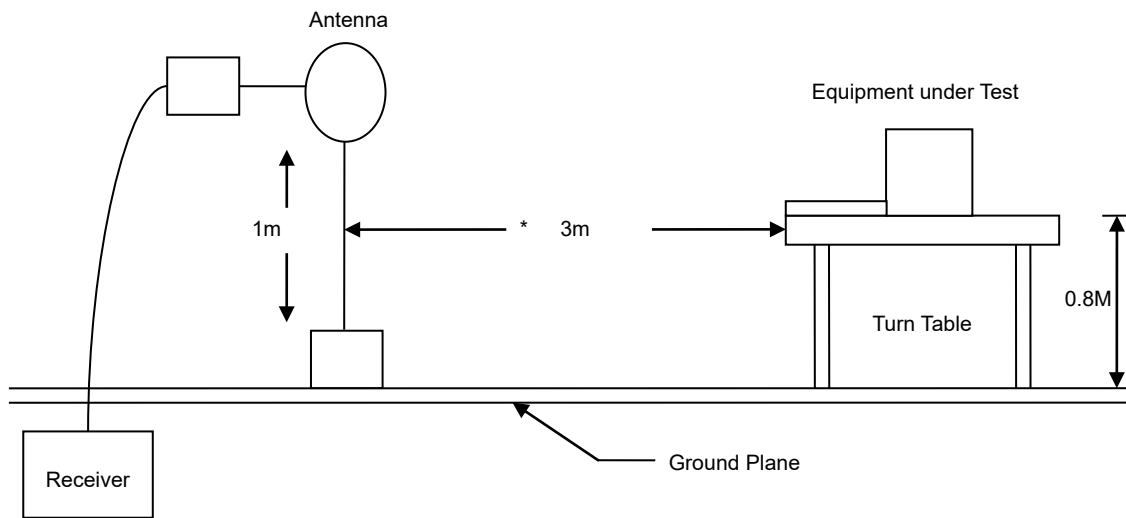 Antenna
Equipment under Test
1m
* 3m
0.8M
Turn Table
Ground Plane
Receiver